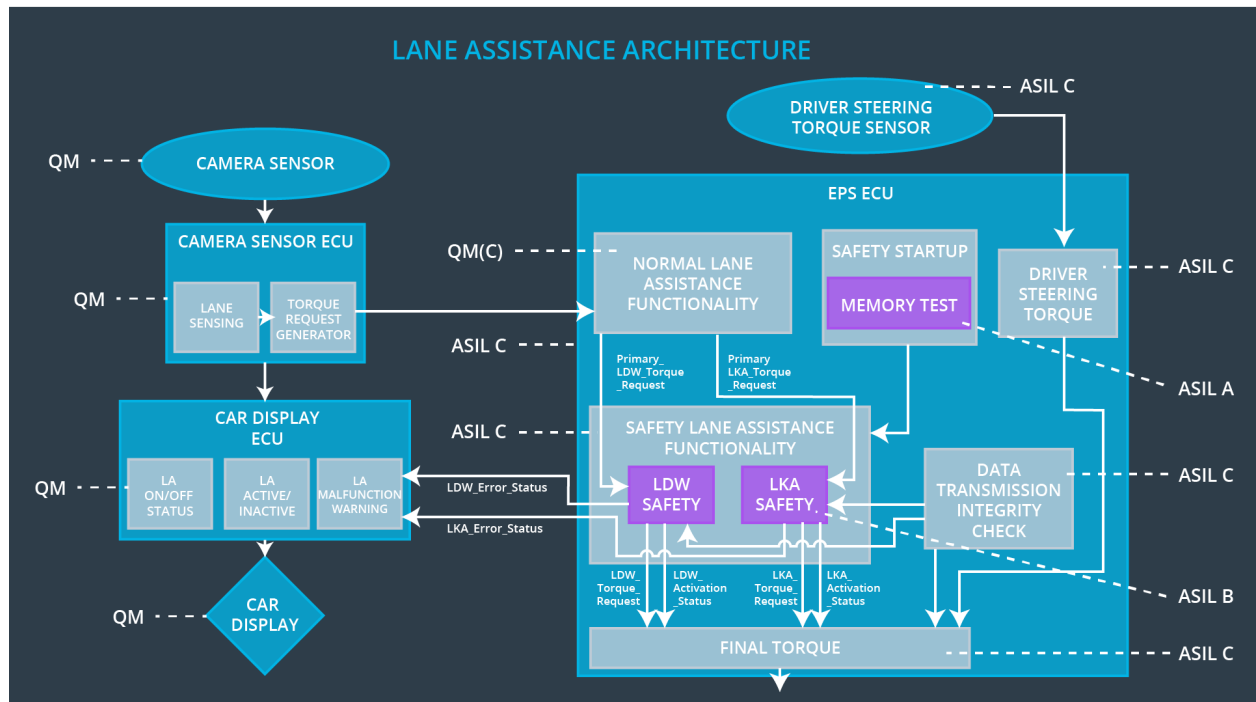 LANE ASSISTANCE ARCHITECTURE
ASIL C
DRIVER STEERING
TORQUE SENSOR
QM
CAMERA SENSOR
EPS ECU
CAMERA SENSOR ECU
QM(C)
NORMAL LANE
ASSISTANCE
FUNCTIONALITY
SAFETY STARTUP
MEMORY TEST
DRIVER
STEERING
TORQUE
ASIL C
QM
LANE
SENSING
TORQUE
REQUEST
GENERATOR
ASIL C
Primary_
LDW_Torque
_Request
Primary
LKA_Torque
_Request
ASIL A
CAR DISPLAY
ECU
ASIL C
SAFETY LANE ASSISTANCE
FUNCTIONALITY
QM
LA
ON/OFF
STATUS
LA
ACTIVE/
INACTIVE
LA
MALFUNCTION
WARNING
LDW_Error_Status
LKA_Error_Status
LDW
SAFETY
LKA
SAFETY
DATA
TRANSMISSION
INTEGRITY
CHECK
ASIL C
LDW_
Torque_
Request
LDW_
Activation
_Status
LKA_
Torque_
Request
LKA_
Activation
_Status
ASIL B
QM
CAR
DISPLAY
FINAL TORQUE
ASIL C